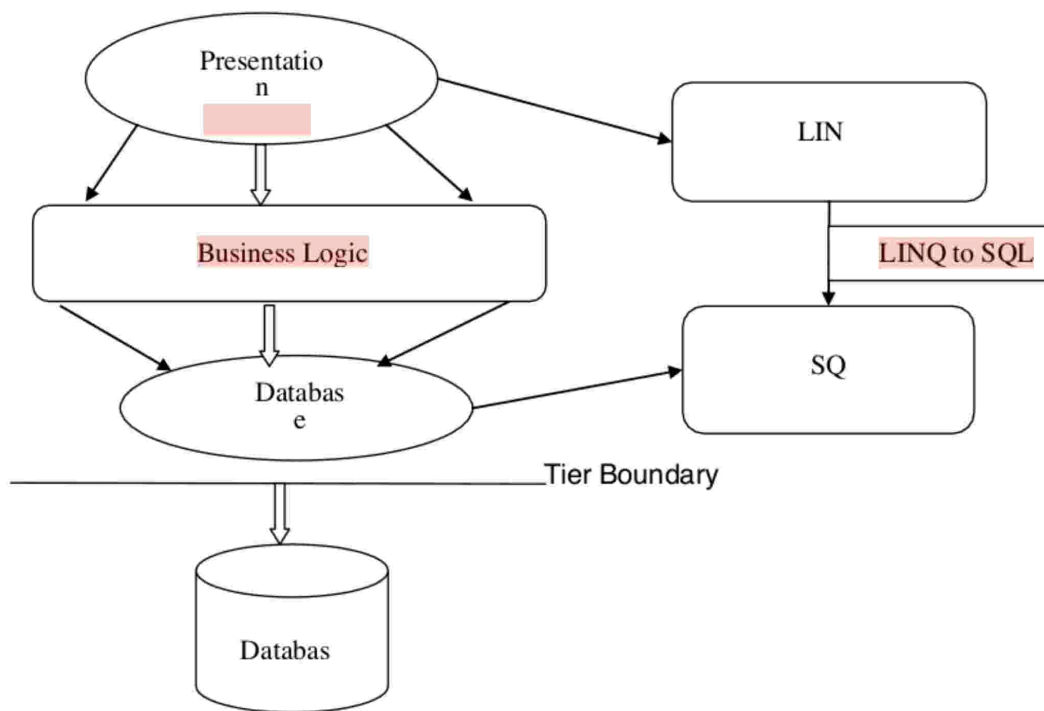 Presentatio
n
LIN
Business Logic
LINQ to SQL
SQ
Databas
e
Tier Boundary
Databas